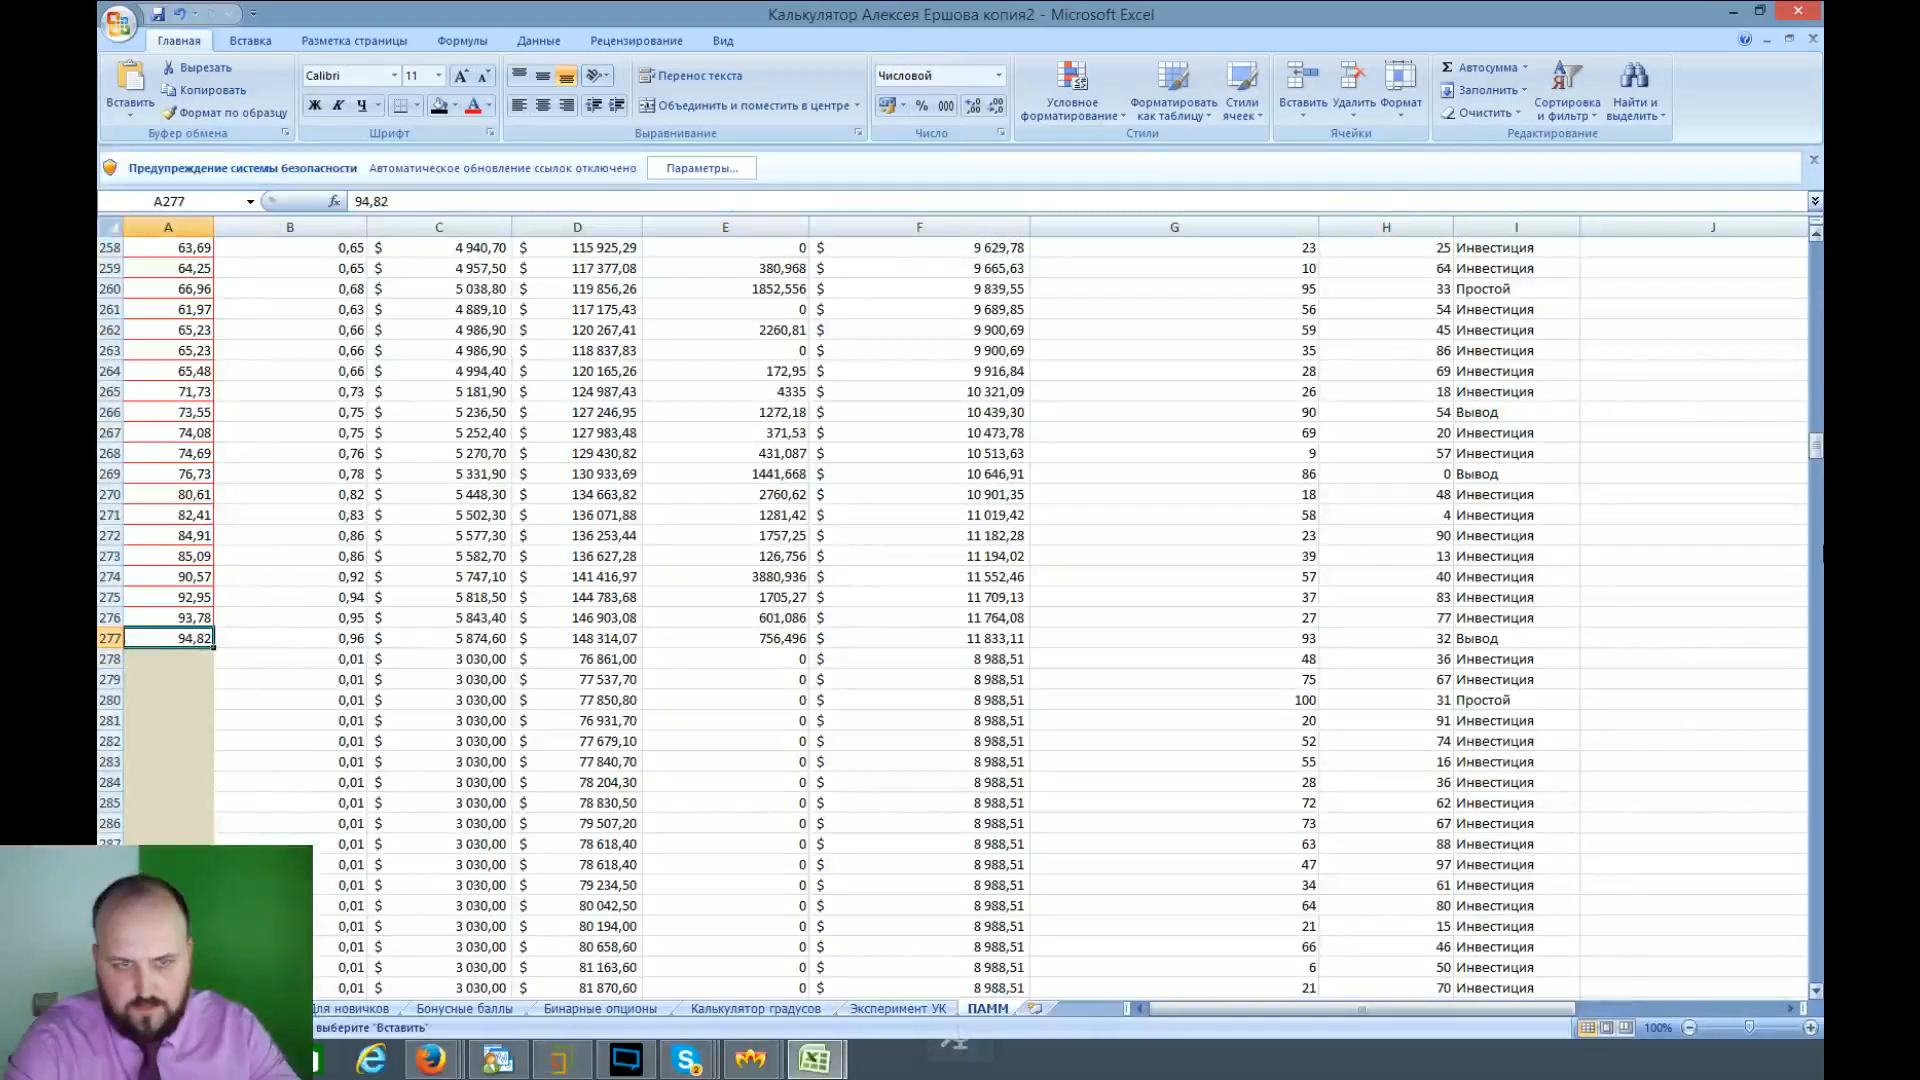 Калькулятор Алексея Ершова копия2 - Microsoft Excel
Главная Вставка Разметка страницы Формулы Данные Рецензирование Вид
Вставить Вырезать Копировать Формат по образцу Буфер обмена
Calibri 11 Ж К Ч Шрифт
Перенос текста Объединить и поместить в центре Выравнивание
Числовой % 000 Число
Условное форматирование Форматировать как таблицу Стили ячеек Стили
Вставить Удалить Формат Ячейки
Σ Автосумма Заполнить Очистить Сортировка и фильтр Найти и выделить Редактирование
Предупреждение системы безопасности Автоматическое обновление ссылок отключено Параметры...
A277 fx 94,82
A B C D E F G H I J
258 63,69 0,65 $ 4 940,70 $ 115 925,29 0 $ 9 629,78 23 25 Инвестиция
259 64,25 0,65 $ 4 957,50 $ 117 377,08 380,968 $ 9 665,63 10 64 Инвестиция
260 66,96 0,68 $ 5 038,80 $ 119 856,26 1852,556 $ 9 839,55 95 33 Простой
261 61,97 0,63 $ 4 889,10 $ 117 175,43 0 $ 9 689,85 56 54 Инвестиция
262 65,23 0,66 $ 4 986,90 $ 120 267,41 2260,81 $ 9 900,69 59 45 Инвестиция
263 65,23 0,66 $ 4 986,90 $ 118 837,83 0 $ 9 900,69 35 86 Инвестиция
264 65,48 0,66 $ 4 994,40 $ 120 165,26 172,95 $ 9 916,84 28 69 Инвестиция
265 71,73 0,73 $ 5 181,90 $ 124 987,43 4335 $ 10 321,09 26 18 Инвестиция
266 73,55 0,75 $ 5 236,50 $ 127 246,95 1272,18 $ 10 439,30 90 54 Вывод
267 74,08 0,75 $ 5 252,40 $ 127 983,48 371,53 $ 10 473,78 69 20 Инвестиция
268 74,69 0,76 $ 5 270,70 $ 129 430,82 431,087 $ 10 513,63 9 57 Инвестиция
269 76,73 0,78 $ 5 331,90 $ 130 933,69 1441,668 $ 10 646,91 86 0 Вывод
270 80,61 0,82 $ 5 448,30 $ 134 663,82 2760,62 $ 10 901,35 18 48 Инвестиция
271 82,41 0,83 $ 5 502,30 $ 136 071,88 1281,42 $ 11 019,42 58 4 Инвестиция
272 84,91 0,86 $ 5 577,30 $ 136 253,44 1757,25 $ 11 182,28 23 90 Инвестиция
273 85,09 0,86 $ 5 582,70 $ 136 627,28 126,756 $ 11 194,02 39 13 Инвестиция
274 90,57 0,92 $ 5 747,10 $ 141 416,97 3880,936 $ 11 552,46 57 40 Инвестиция
275 92,95 0,94 $ 5 818,50 $ 144 783,68 1705,27 $ 11 709,13 37 83 Инвестиция
276 93,78 0,95 $ 5 843,40 $ 146 903,08 601,086 $ 11 764,08 27 77 Инвестиция
277 94,82 0,96 $ 5 874,60 $ 148 314,07 756,496 $ 11 833,11 93 32 Вывод
278 0,01 $ 3 030,00 $ 76 861,00 0 $ 8 988,51 48 36 Инвестиция
279 0,01 $ 3 030,00 $ 77 537,70 0 $ 8 988,51 75 67 Инвестиция
280 0,01 $ 3 030,00 $ 77 850,80 0 $ 8 988,51 100 31 Простой
281 0,01 $ 3 030,00 $ 76 931,70 0 $ 8 988,51 20 91 Инвестиция
282 0,01 $ 3 030,00 $ 77 679,10 0 $ 8 988,51 52 74 Инвестиция
283 0,01 $ 3 030,00 $ 77 840,70 0 $ 8 988,51 55 16 Инвестиция
284 0,01 $ 3 030,00 $ 78 204,30 0 $ 8 988,51 28 36 Инвестиция
285 0,01 $ 3 030,00 $ 78 830,50 0 $ 8 988,51 72 62 Инвестиция
286 0,01 $ 3 030,00 $ 79 507,20 0 $ 8 988,51 73 67 Инвестиция
287 0,01 $ 3 030,00 $ 78 618,40 0 $ 8 988,51 63 88 Инвестиция
0,01 $ 3 030,00 $ 78 618,40 0 $ 8 988,51 47 97 Инвестиция
0,01 $ 3 030,00 $ 79 234,50 0 $ 8 988,51 34 61 Инвестиция
0,01 $ 3 030,00 $ 80 042,50 0 $ 8 988,51 64 80 Инвестиция
0,01 $ 3 030,00 $ 80 194,00 0 $ 8 988,51 21 15 Инвестиция
0,01 $ 3 030,00 $ 80 658,60 0 $ 8 988,51 66 46 Инвестиция
0,01 $ 3 030,00 $ 81 163,60 0 $ 8 988,51 6 50 Инвестиция
0,01 $ 3 030,00 $ 81 870,60 0 $ 8 988,51 21 70 Инвестиция
Для новичков Бонусные баллы Бинарные опционы Калькулятор градусов Эксперимент УК ПАММ
выберите "Вставить" 100%
2